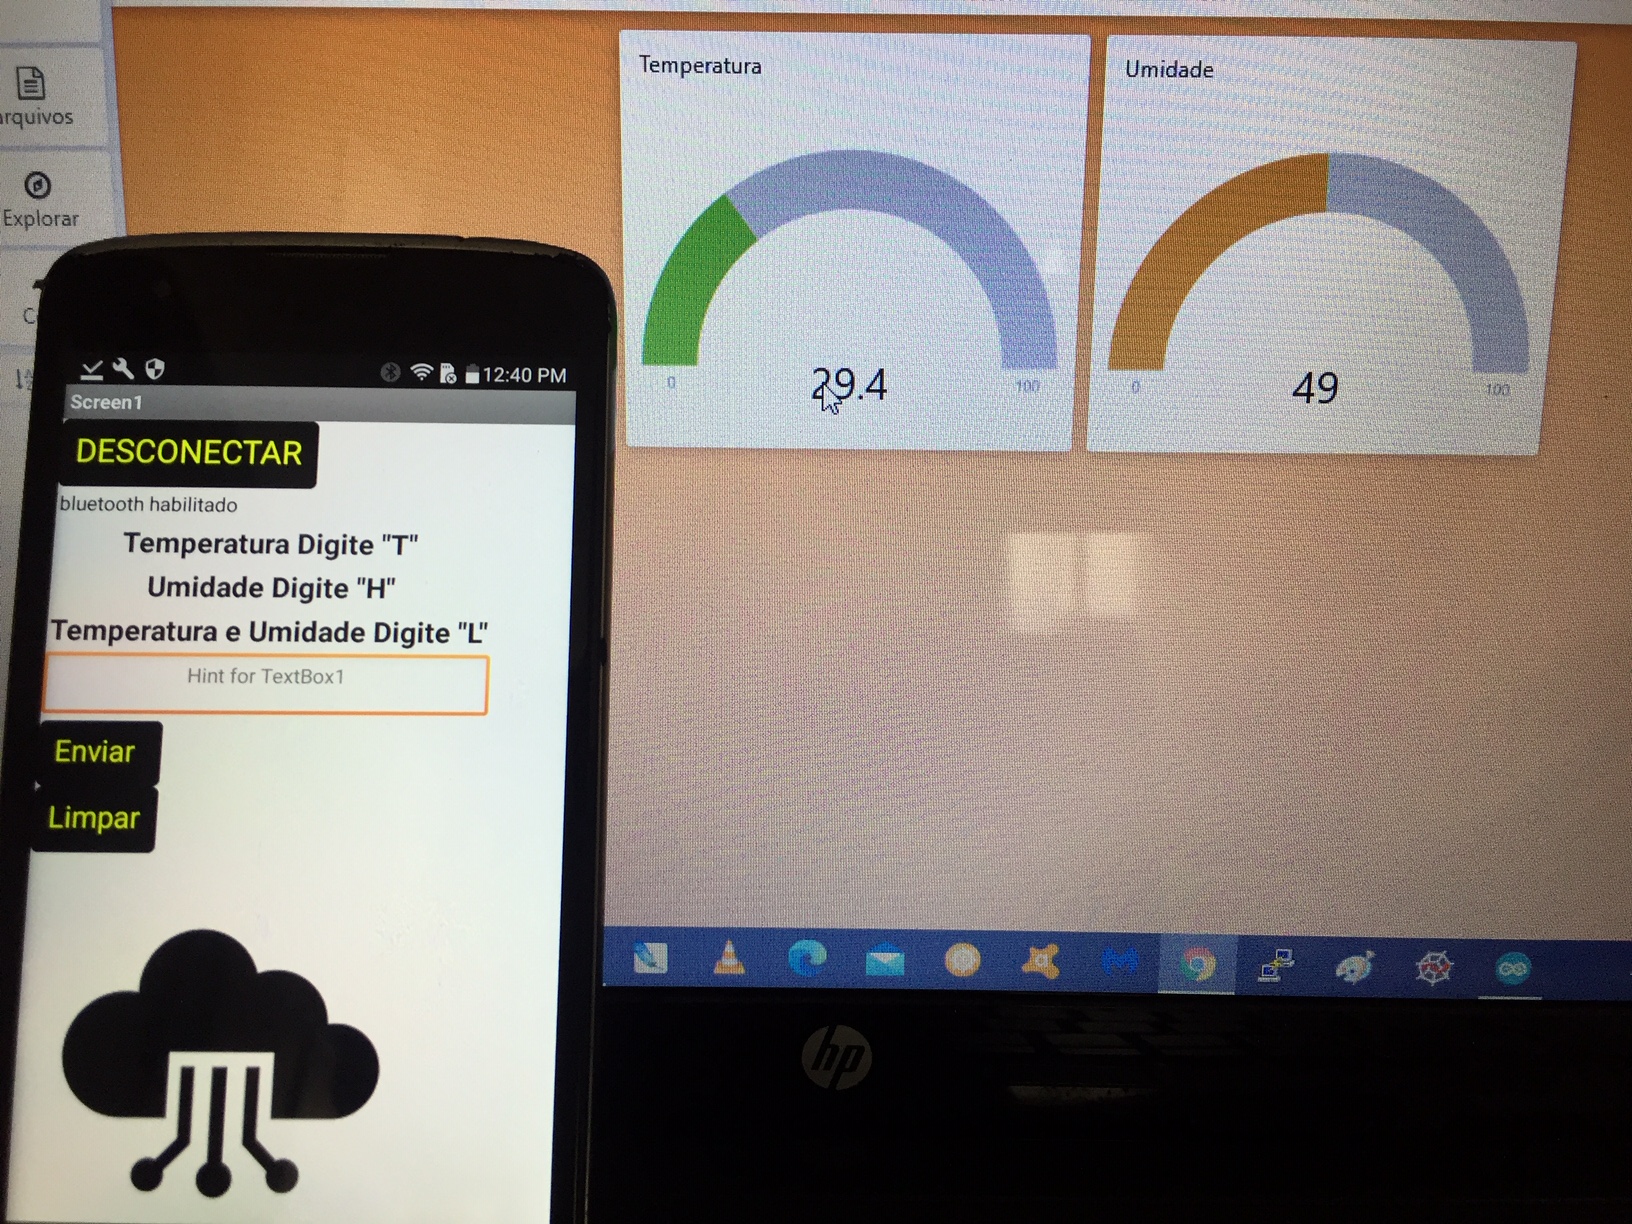 Explorar
Temperatura
29.4
0
100
Umidade
49
0
100
12:40 PM
Screen1
DESCONECTAR
bluetooth habilitado
Temperatura Digite "T"
Umidade Digite "H"
Temperatura e Umidade Digite "L"
Hint for TextBox1
Enviar
Limpar
hp